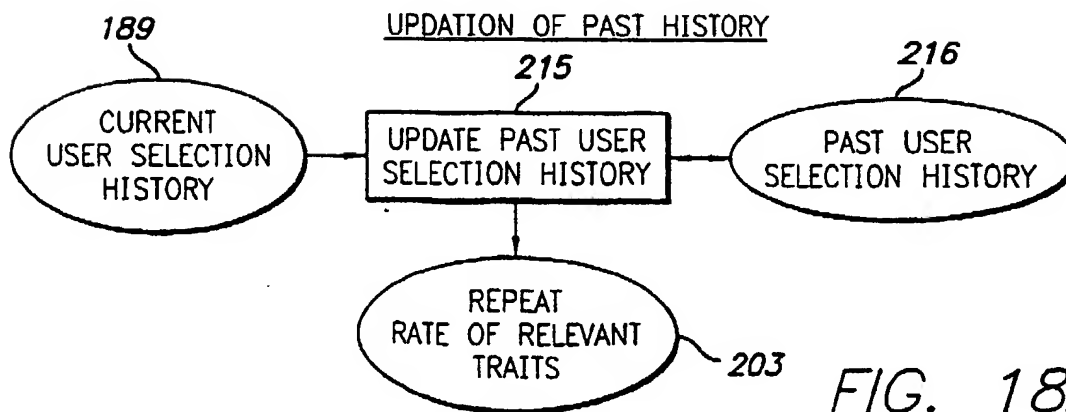 UPDATION OF PAST HISTORY
189
215
216
CURRENT
USER SELECTION
HISTORY
UPDATE PAST USER
SELECTION HISTORY
PAST USER
SELECTION HISTORY
REPEAT
RATE OF RELEVANT
TRAITS
203
FIG. 18